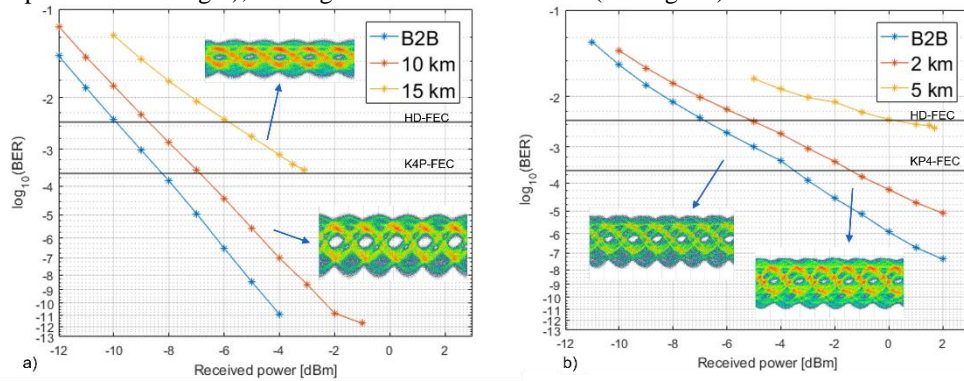 -1
-2
-3
-4
-5
-6
-7
-8
-9
-10
-11
-12
-13
log10(BER)
B2B
10 km
15 km
HD-FEC
K4P-FEC
-12 -10 -8 -6 -4 -2 0 2
a)
Received power [dBm]
-1
-2
-3
-4
-5
-6
-7
-8
-9
-10
-11
-12
-13
log10(BER)
B2B
2 km
5 km
HD-FEC
KP4-FEC
-12 -10 -8 -6 -4 -2 0 2
b)
Received power [dBm]